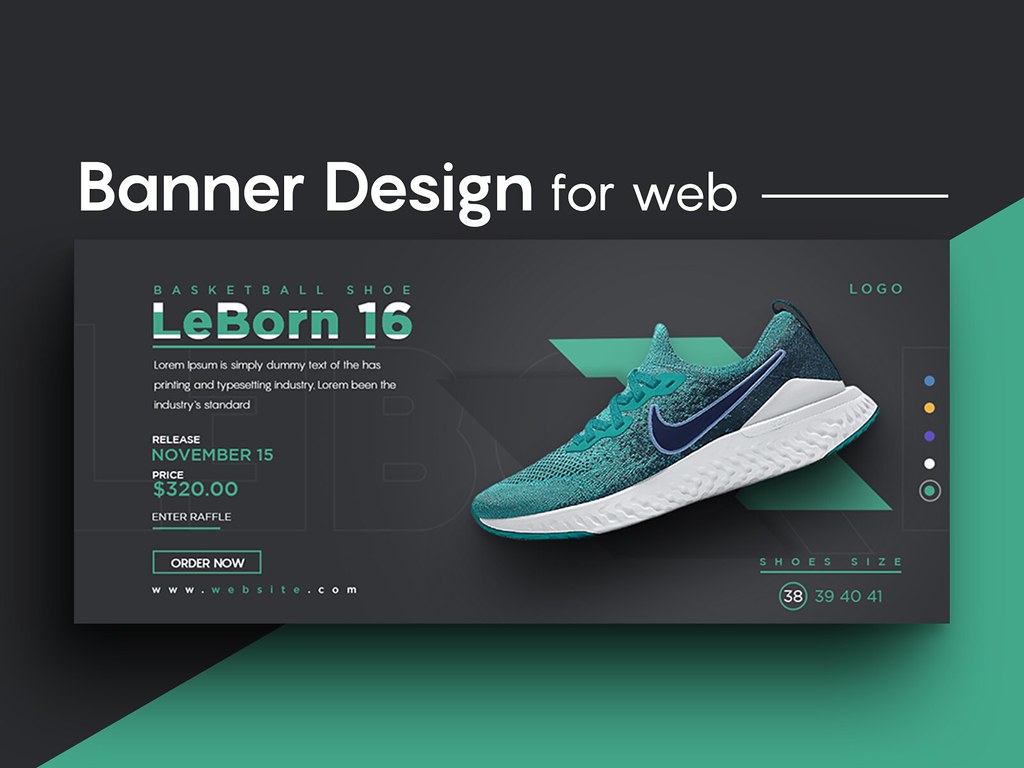 Banner Design for web
BASKETBALL SHOE
LeBorn 16
Lorem Ipsum is simply dummy text of the has
printing and typesetting industry. Lorem been the
industry's standard
RELEASE
NOVEMBER 15
PRICE
$320.00
ENTER RAFFLE
ORDER NOW
www.website.com
LOGO
SHOES SIZE
38 39 40 41